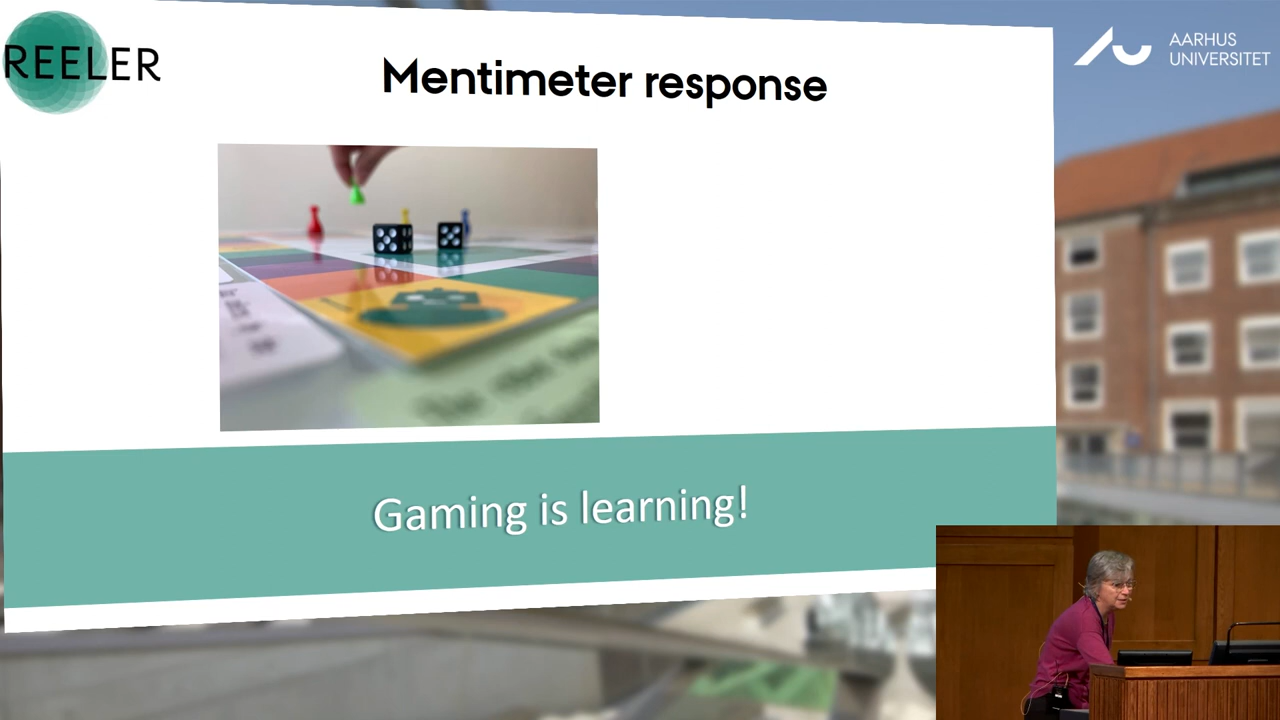 REELER
Mentimeter response
AARHUS
UNIVERSITET
Gaming is learning!